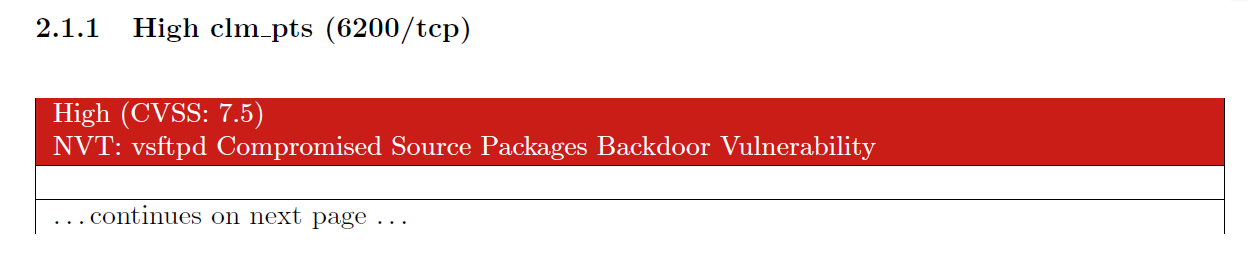 2.1.1 High clm_pts (6200/tcp)
High (CVSS: 7.5)
NVT: vsftpd Compromised Source Packages Backdoor Vulnerability
...continues on next page ...